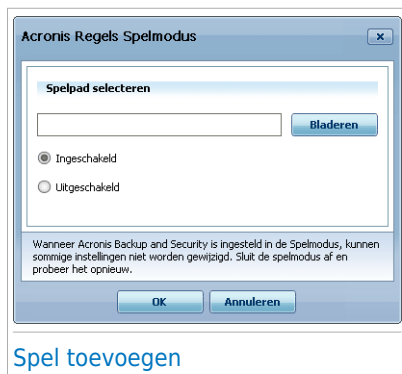 Acronis Regels Spelmodus
Spelpad selecteren
Bladeren
Ingeschakeld
Uitgeschakeld
Wanneer Acronis Backup and Security is ingesteld in de Spelmodus, kunnen
sommige instellingen niet worden gewijzigd. Sluit de spelmodus af en
probeer het opnieuw.
OK Annuleren
Spel toevoegen